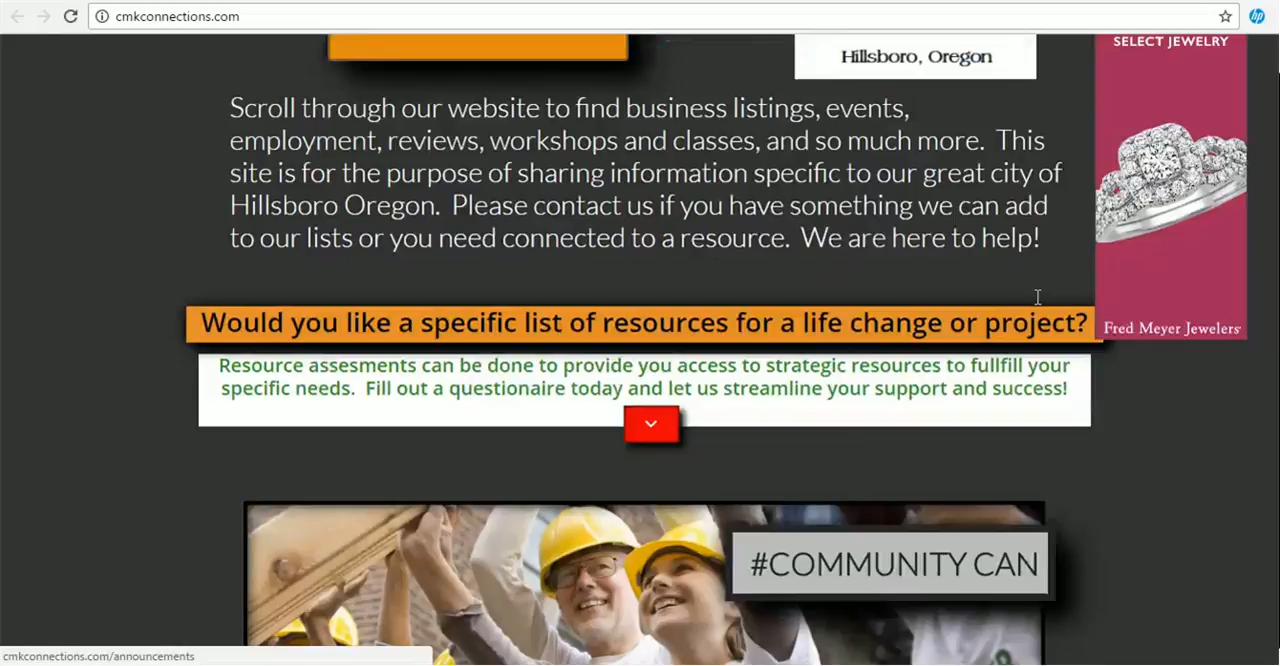 cmkconnections.com
SELECT JEWELRY
Hillsboro, Oregon
Scroll through our website to find business listings, events,
employment, reviews, workshops and classes, and so much more. This
site is for the purpose of sharing information specific to our great city of
Hillsboro Oregon. Please contact us if you have something we can add
to our lists or you need connected to a resource. We are here to help!
Would you like a specific list of resources for a life change or project?
Fred Meyer Jewelers
Resource assesments can be done to provide you access to strategic resources to fullfill your
specific needs. Fill out a questionaire today and let us streamline your support and success!
#COMMUNITY CAN
cmkconnections.com/announcements
hp